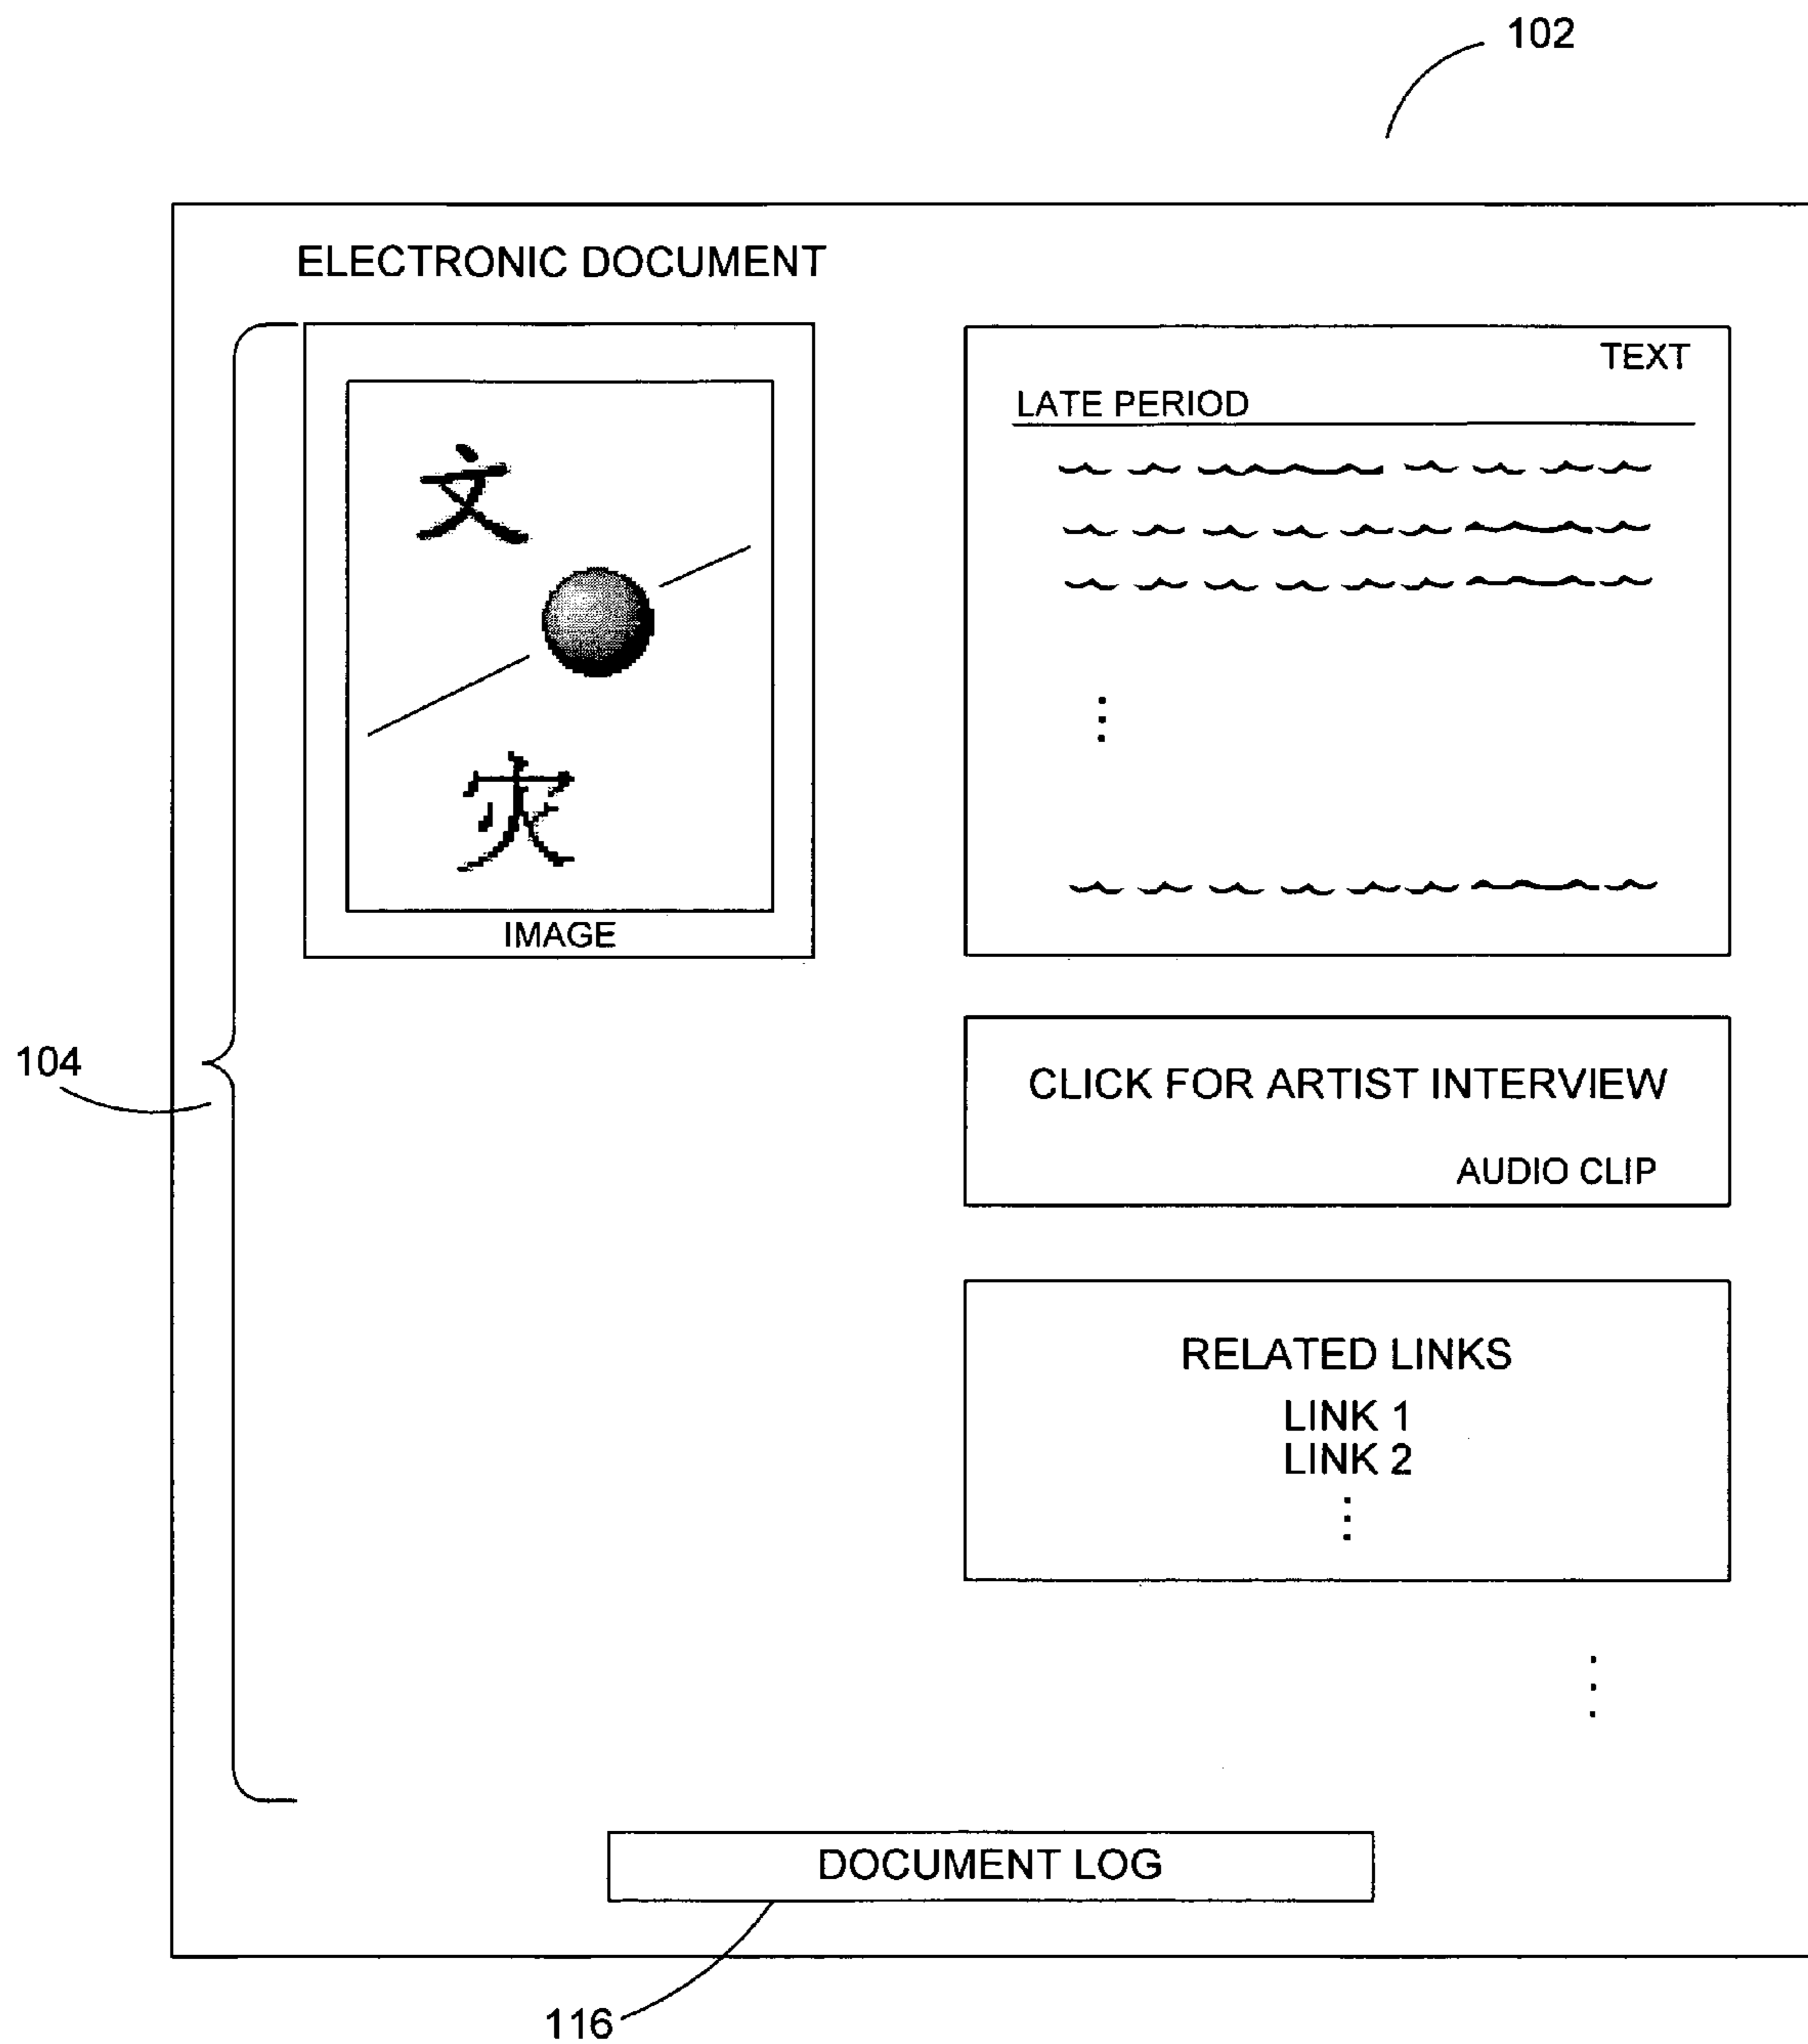 102
ELECTRONIC DOCUMENT
文
灾
IMAGE
TEXT
LATE PERIOD
104
CLICK FOR ARTIST INTERVIEW
AUDIO CLIP
RELATED LINKS
LINK 1
LINK 2
DOCUMENT LOG
116